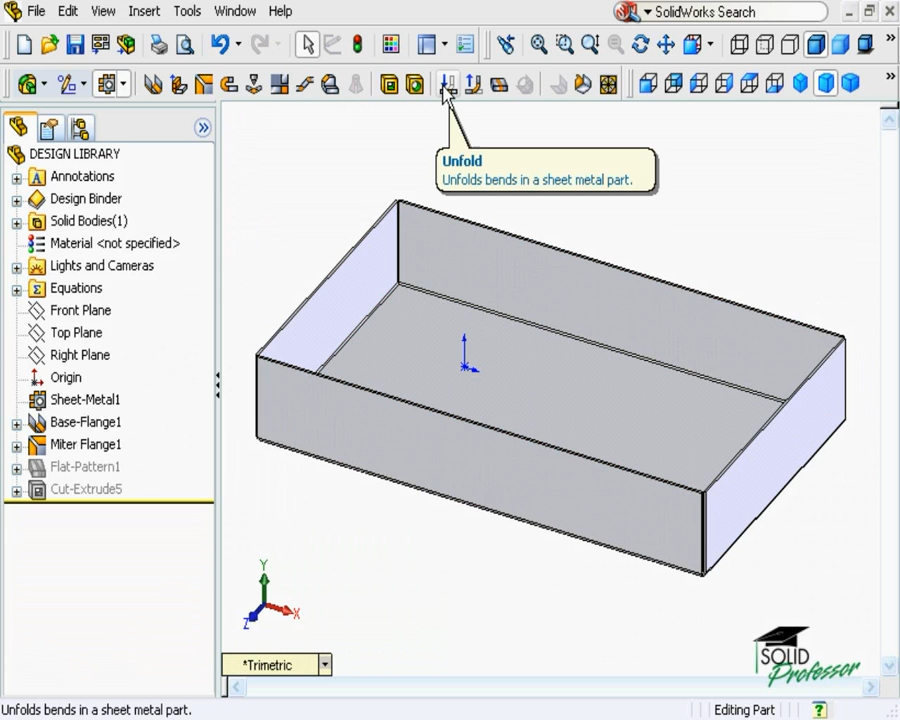 File Edit View Insert Tools Window Help SolidWorks Search
Unfold
Unfolds bends in a sheet metal part.
DESIGN LIBRARY
Annotations
Design Binder
Solid Bodies(1)
Material <not specified>
Lights and Cameras
Equations
Front Plane
Top Plane
Right Plane
Origin
Sheet-Metal1
Base-Flange1
Miter Flange1
Flat-Pattern1
Cut-Extrude5
Y
X
Z
*Trimetric
SOLID
Professor
Unfolds bends in a sheet metal part. Editing Part